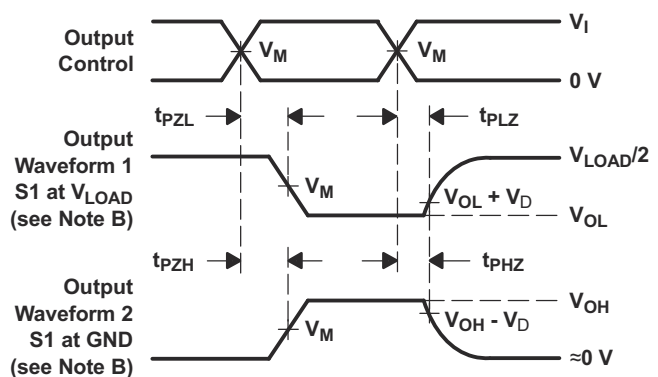 Output
Control
V_M
V_M
V_I
0 V
t_PZL
t_PLZ
Output
Waveform 1
S1 at V_LOAD
(see Note B)
V_M
V_LOAD/2
V_OL + V_D
V_OL
t_PZH
t_PHZ
Output
Waveform 2
S1 at GND
(see Note B)
V_M
V_OH
V_OH - V_D
≈0 V